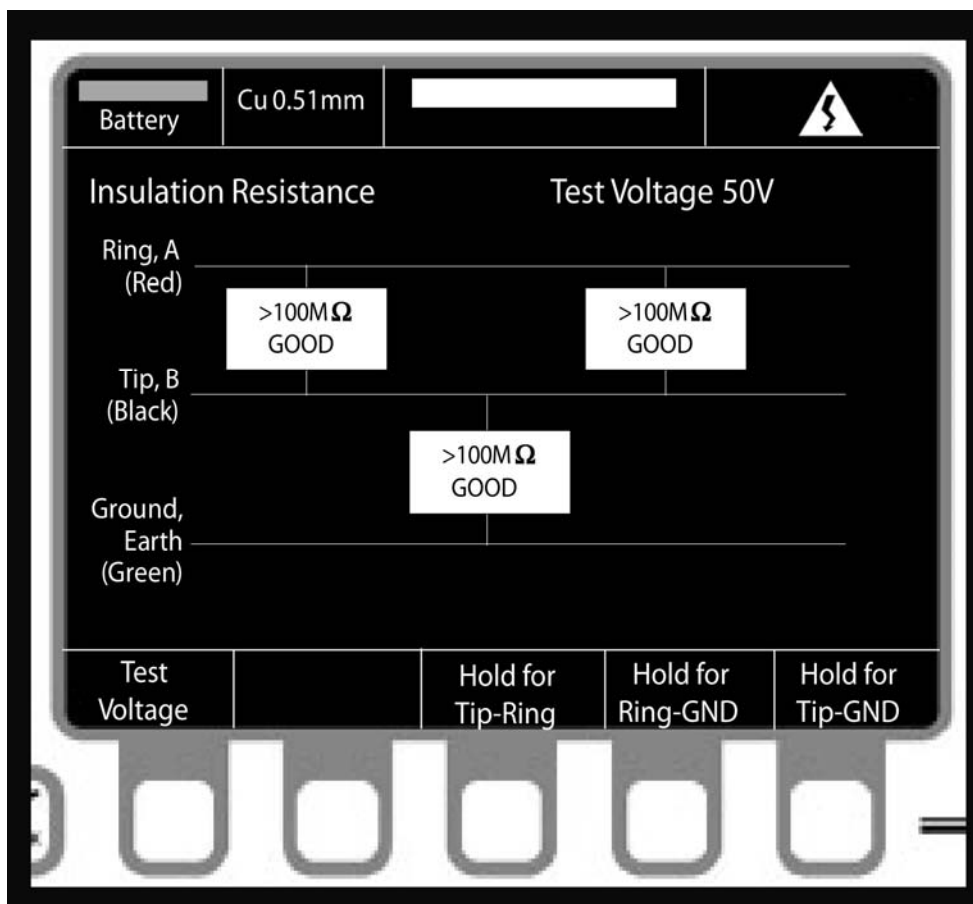 Battery
Cu 0.51mm
Insulation Resistance
Test Voltage 50V
Ring, A
(Red)
>100MΩ
GOOD
>100MΩ
GOOD
Tip, B
(Black)
>100MΩ
GOOD
Ground,
Earth
(Green)
Test
Voltage
Hold for
Tip-Ring
Hold for
Ring-GND
Hold for
Tip-GND